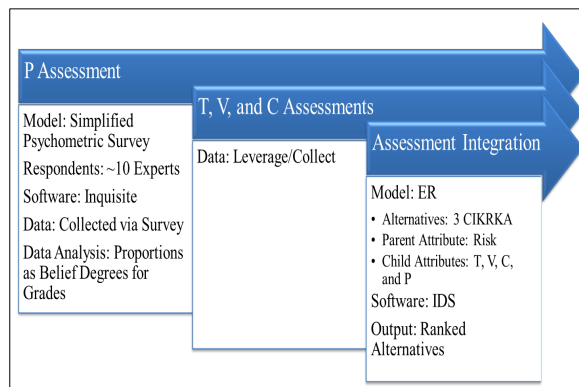 P Assessment
Model: Simplified
Psychometric Survey
Respondents: ~10 Experts
Software: Inquisite
Data: Collected via Survey
Data Analysis: Proportions
as Belief Degrees for
Grades
T, V, and C Assessments
Data: Leverage/Collect
Assessment Integration
Model: ER
• Alternatives: 3 CIKRKA
• Parent Attribute: Risk
• Child Attributes: T, V, C,
and P
Software: IDS
Output: Ranked
Alternatives